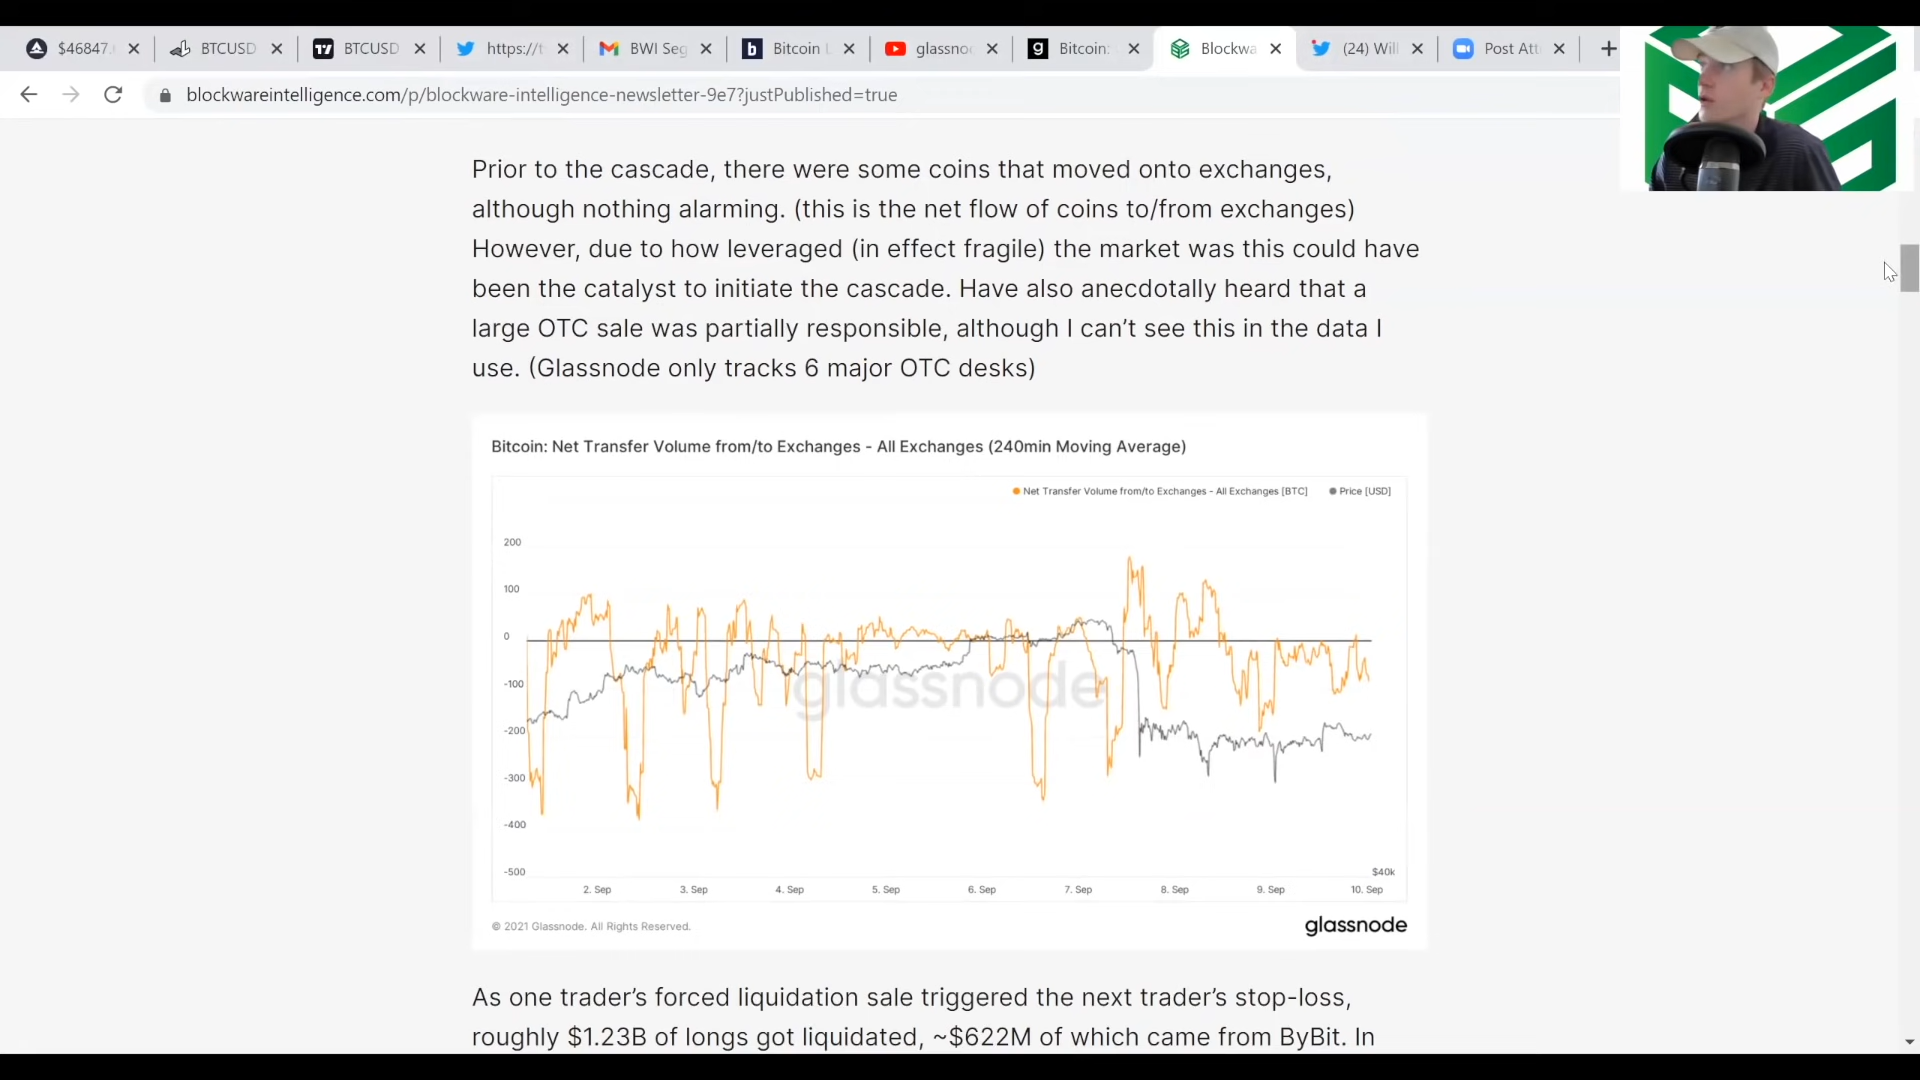 $46847.
BTCUSD
BTCUSD
https://t
BWI Seg
Bitcoin
glassno
Bitcoin:
Blockwa
(24) Will
Post Att
blockwareintelligence.com/p/blockware-intelligence-newsletter-9e7?justPublished=true
Prior to the cascade, there were some coins that moved onto exchanges,
although nothing alarming. (this is the net flow of coins to/from exchanges)
However, due to how leveraged (in effect fragile) the market was this could have
been the catalyst to initiate the cascade. Have also anecdotally heard that a
large OTC sale was partially responsible, although I can’t see this in the data I
use. (Glassnode only tracks 6 major OTC desks)
Bitcoin: Net Transfer Volume from/to Exchanges - All Exchanges (240min Moving Average)
Net Transfer Volume from/to Exchanges - All Exchanges [BTC] Price [USD]
200
100
0
-100
-200
-300
-400
-500
$40k
glassnode
2. Sep 3. Sep 4. Sep 5. Sep 6. Sep 7. Sep 8. Sep 9. Sep 10. Sep
© 2021 Glassnode. All Rights Reserved.
glassnode
As one trader’s forced liquidation sale triggered the next trader’s stop-loss,
roughly $1.23B of longs got liquidated, ~$622M of which came from ByBit. In